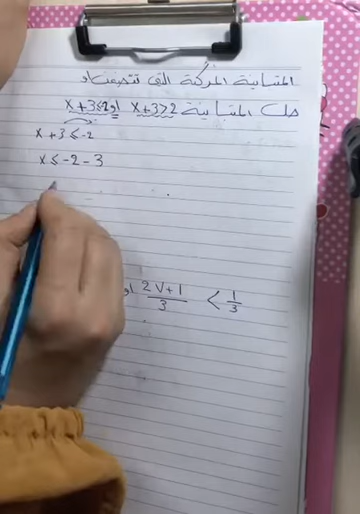 المتباينة المركبة التي تتضمن او
حل المتباينة x+3>2 او x+3≤-2
x+3≤-2
x≤-2-3
او 2V+1/3 < 1/3